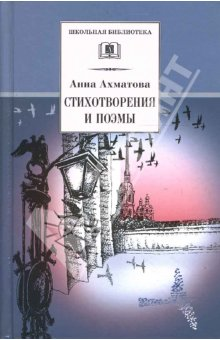 ШКОЛЬНАЯ БИБЛИОТЕКА
Анна Ахматова
СТИХОТВОРЕНИЯ
И ПОЭМЫ